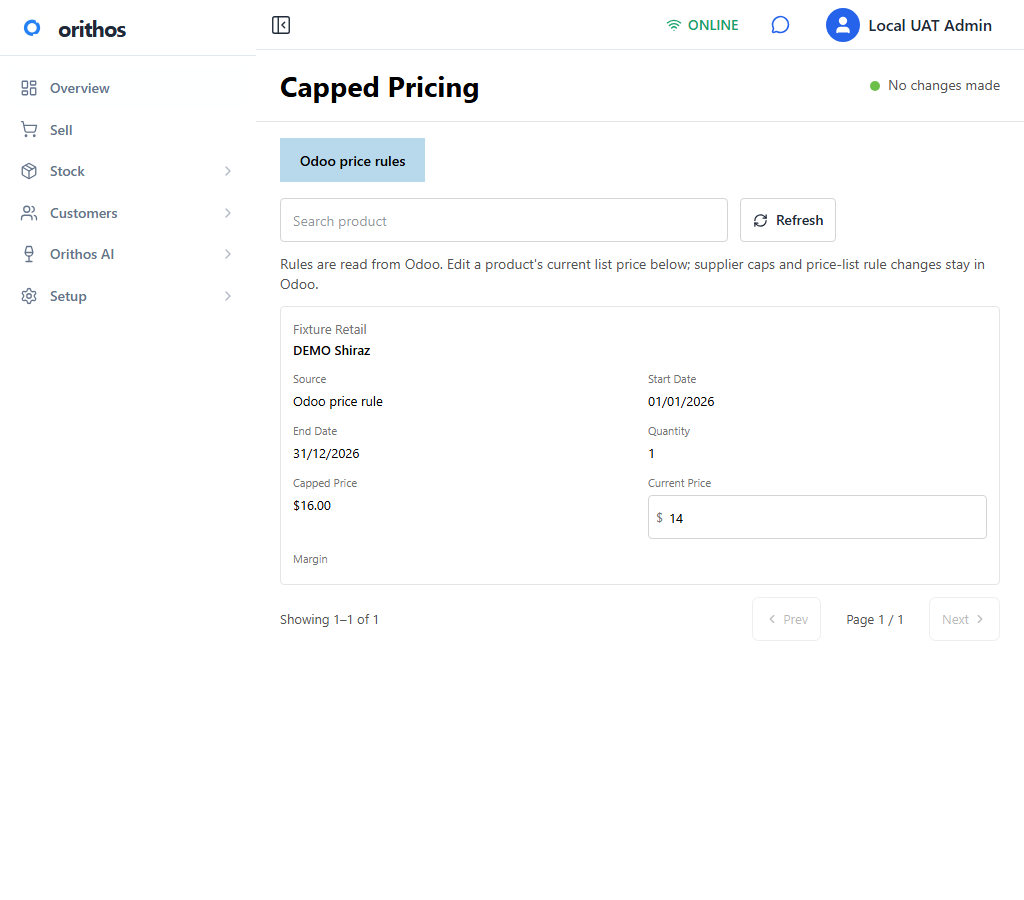 orithos
ONLINE
Local UAT Admin
Overview
Sell
Stock
Customers
Orithos AI
Setup
Capped Pricing
No changes made
Odoo price rules
Search product
Refresh
Rules are read from Odoo. Edit a product's current list price below; supplier caps and price-list rule changes stay in
Odoo.
Fixture Retail
DEMO Shiraz
Source
Odoo price rule
Start Date
01/01/2026
End Date
31/12/2026
Quantity
1
Capped Price
$16.00
Current Price
$ 14
Margin
Showing 1–1 of 1
Prev
Page 1 / 1
Next